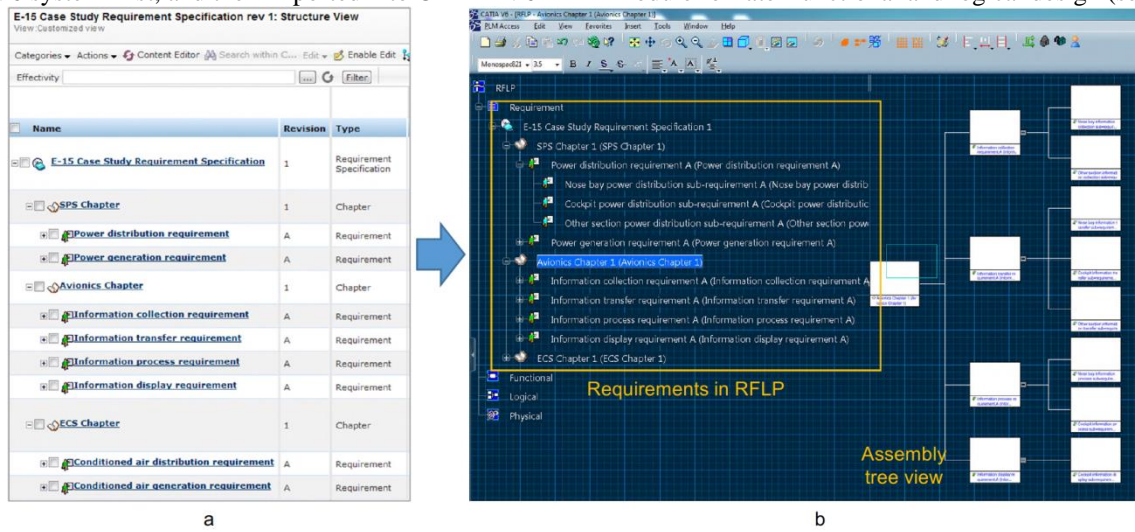 E-15 Case Study Requirement Specification rev 1: Structure View
View:Customized view
Categories Actions Content Editor Search within C... Edit Enable Edit
Effectivity ... Filter
Name Revision Type
E-15 Case Study Requirement Specification 1 Requirement Specification
SPS Chapter 1 Chapter
Power distribution requirement A Requirement
Power generation requirement A Requirement
Avionics Chapter 1 Chapter
Information collection requirement A Requirement
Information transfer requirement A Requirement
Information process requirement A Requirement
Information display requirement A Requirement
ECS Chapter 1 Chapter
Conditioned air distribution requirement A Requirement
Conditioned air generation requirement A Requirement
a
CATIA V6 - [RFLP - Avionics Chapter 1 (Avionics Chapter 1)]
PLM Access Edit View Favorites Insert Tools Window Help
Monospac821 3.5 B I S S
RFLP
Requirement
E-15 Case Study Requirement Specification 1
SPS Chapter 1 (SPS Chapter 1)
Power distribution requirement A (Power distribution requirement A)
Nose bay power distribution sub-requirement A (Nose bay power distrib
Cockpit power distribution sub-requirement A (Cockpit power distributic
Other section power distribution sub-requirement A (Other section pow
Power generation requirement A (Power generation requirement A)
Avionics Chapter 1 (Avionics Chapter 1)
Information collection requirement A (Information collection requirement A
Information transfer requirement A (Information transfer requirement A)
Information process requirement A (Information process requirement A)
Information display requirement A (Information display requirement A)
ECS Chapter 1 (ECS Chapter 1)
Functional
Logical
Physical
Requirements in RFLP
Assembly
tree view
b